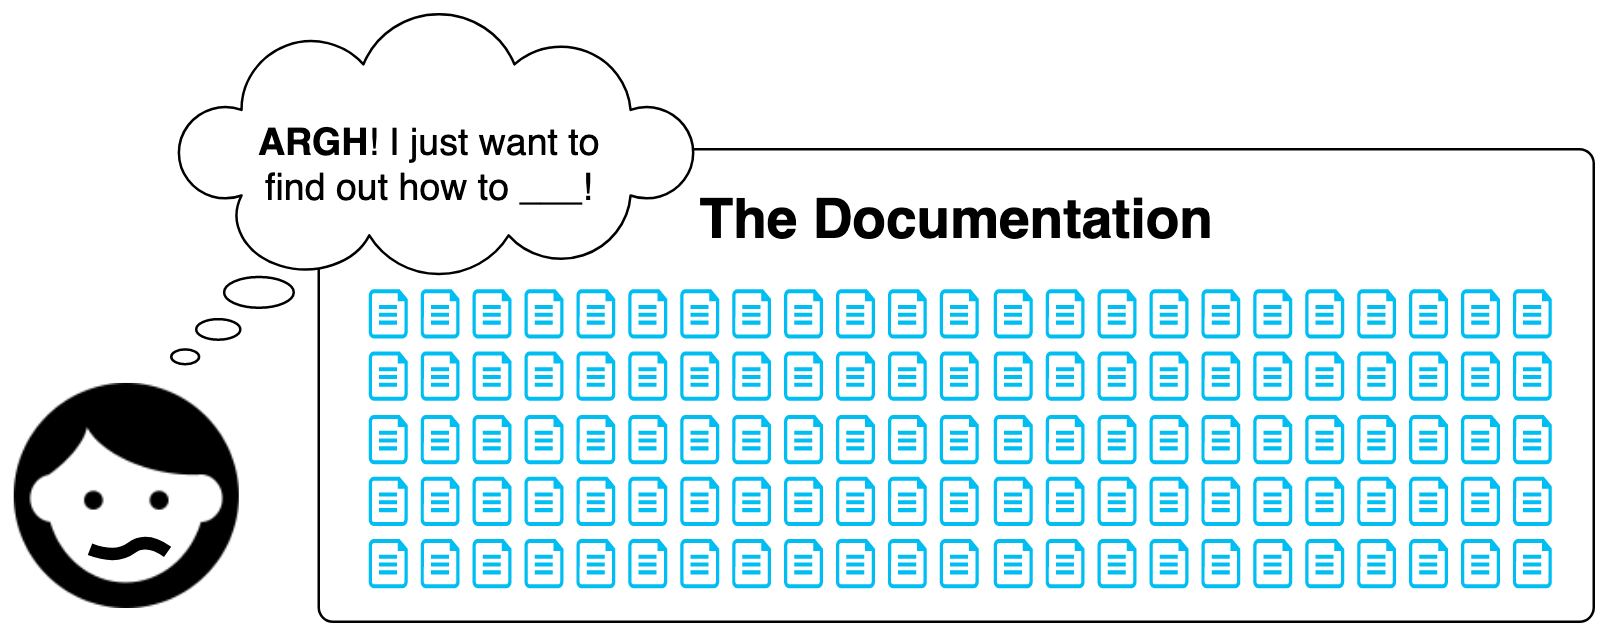 ARGH! I just want to
find out how to ___!
The Documentation